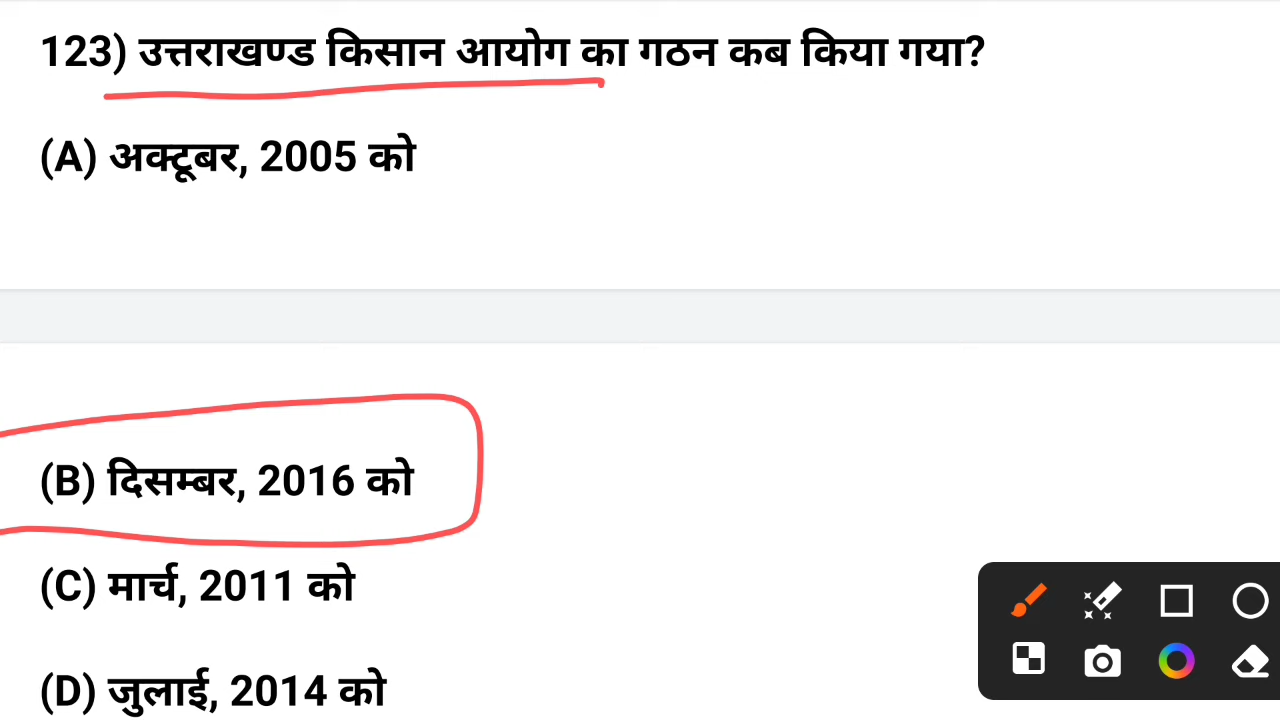 123) उत्तराखण्ड किसान आयोग का गठन कब किया गया?
(A) अक्टूबर, 2005 को
(B) दिसम्बर, 2016 को
(C) मार्च, 2011 को
(D) जुलाई, 2014 को